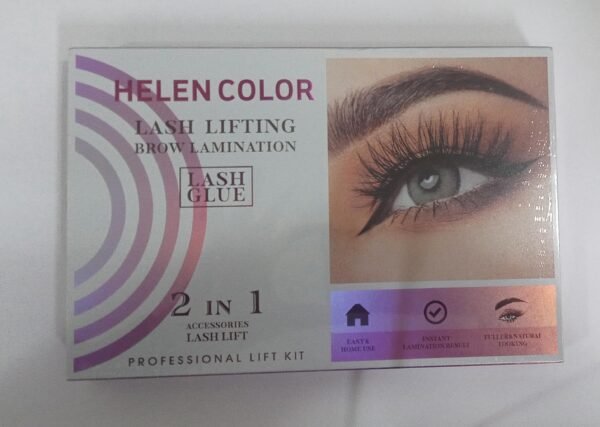 HELEN COLOR
LASH LIFTING
BROW LAMINATION
LASH
GLUE
2 IN 1
ACCESSORIES
LASH LIFT
PROFESSIONAL LIFT KIT
EASY &
HOME USE
INSTANT
LAMINATION RESULT
FULLER & NATURAL
LOOKING